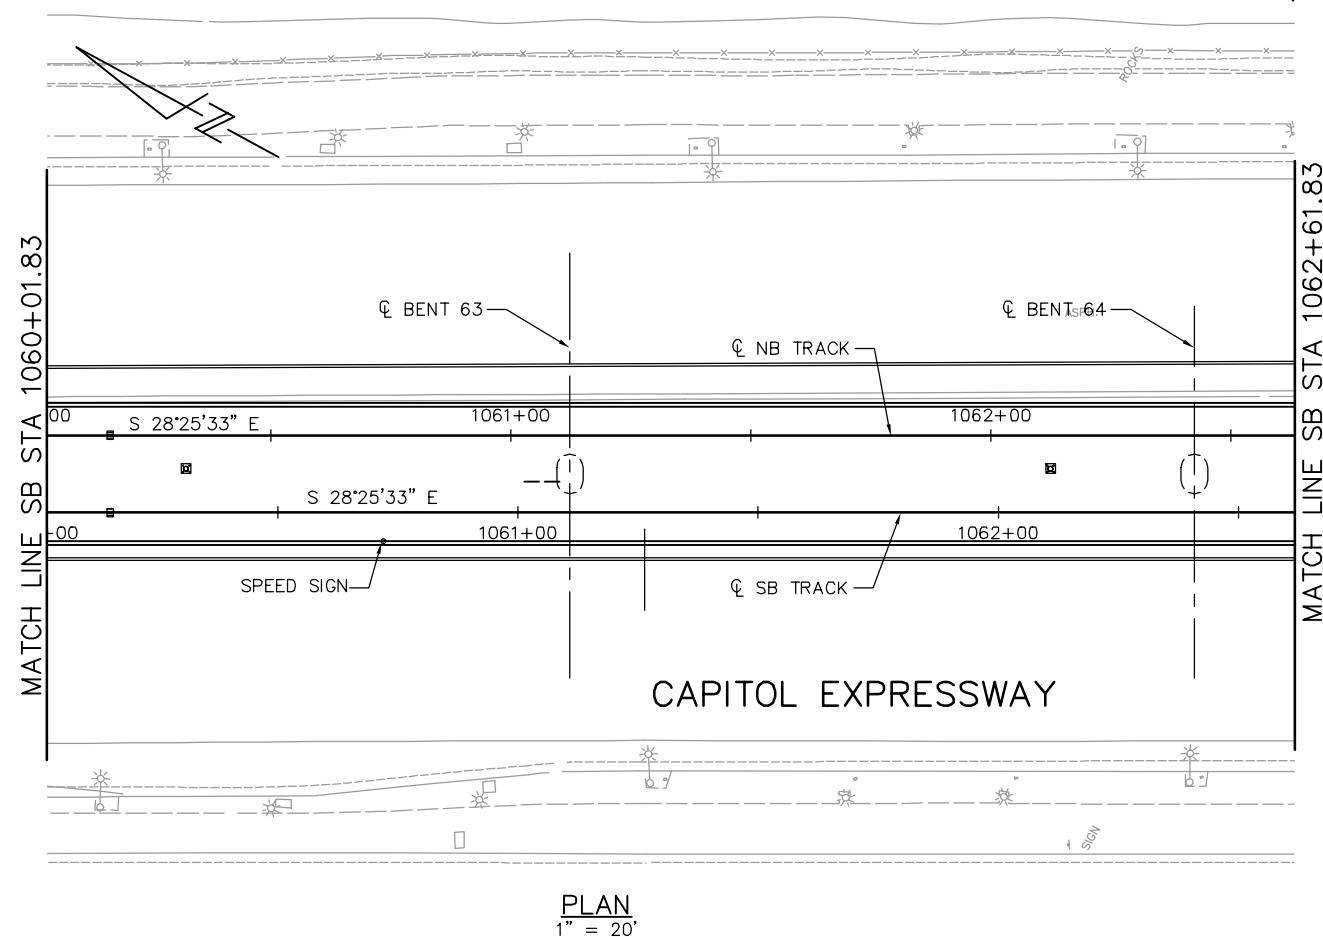 ROCKS
MATCH LINE SB STA 1060+01.83
MATCH LINE SB STA 1062+61.83
℄ BENT 63
℄ BENT 64
ASPH
℄ NB TRACK
00
S 28°25'33" E
1061+00
1062+00
S 28°25'33" E
+00
1061+00
1062+00
SPEED SIGN
℄ SB TRACK
CAPITOL EXPRESSWAY
SIGN
PLAN
1" = 20'